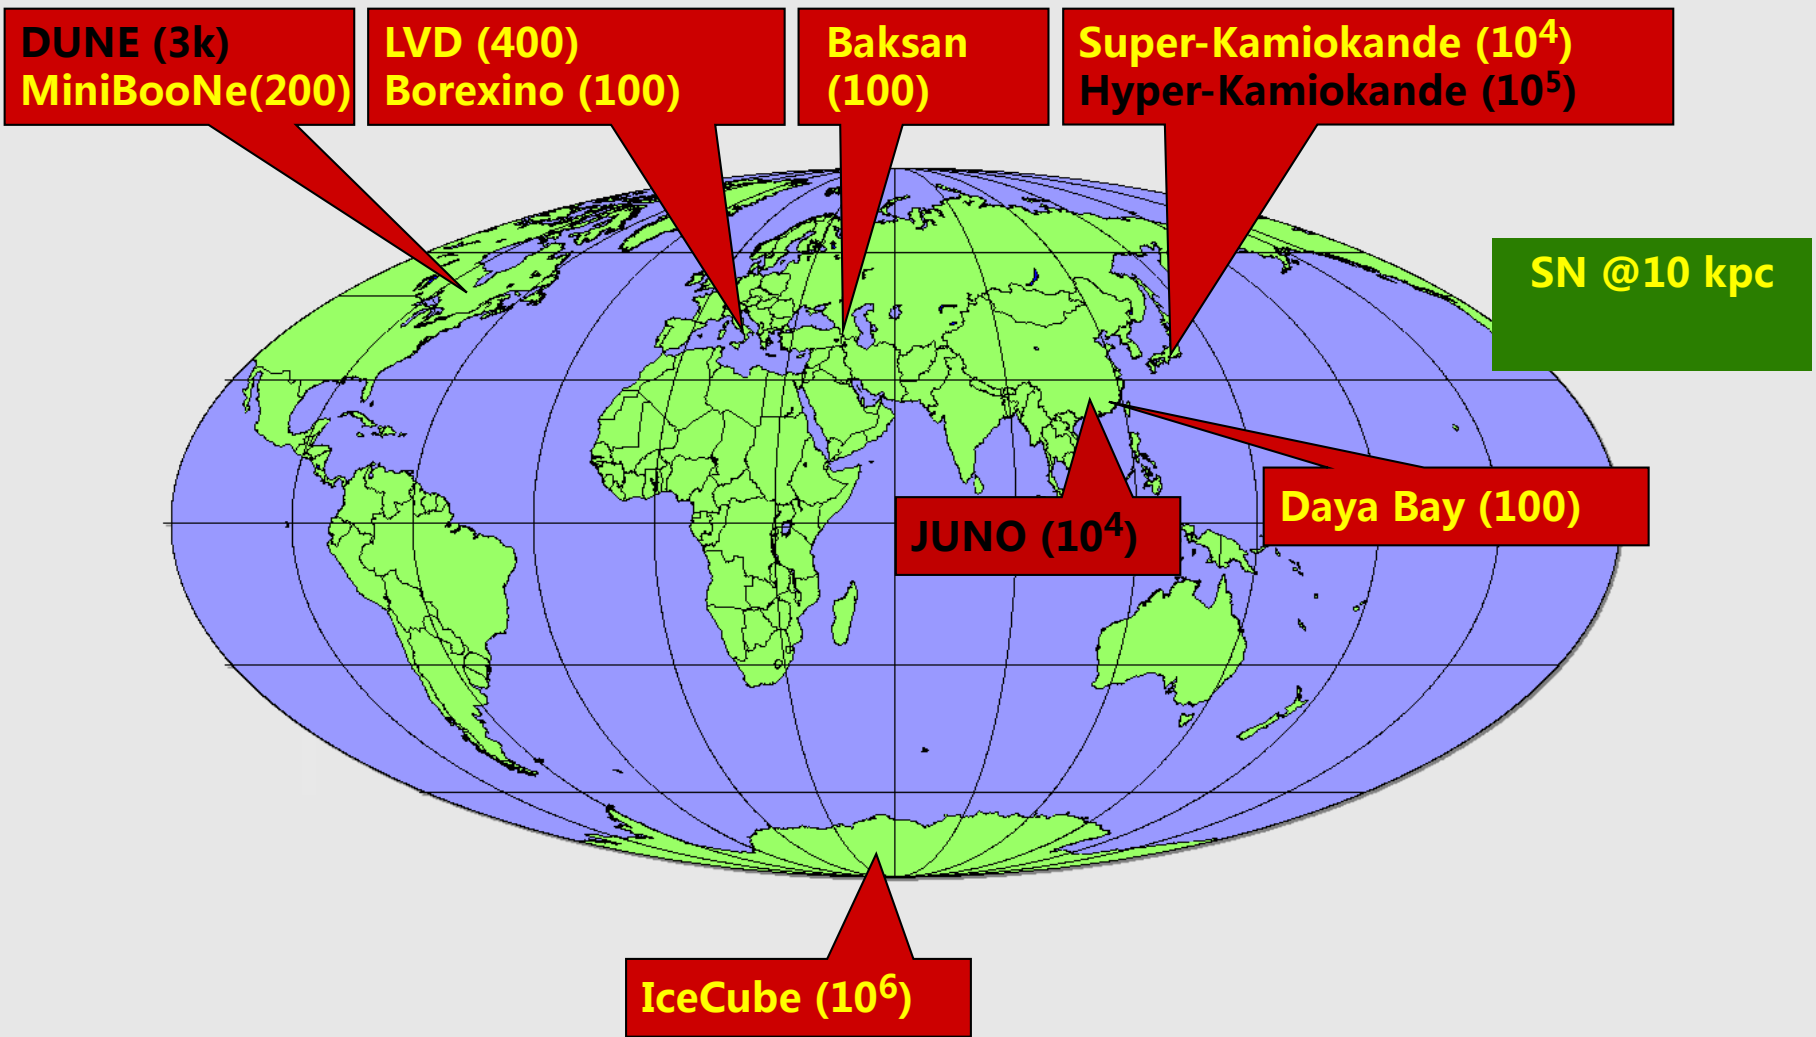 DUNE (3k)
MiniBooNe(200)
LVD (400)
Borexino (100)
Baksan
(100)
Super-Kamiokande (10⁴)
Hyper-Kamiokande (10⁵)
SN @10 kpc
Daya Bay (100)
JUNO (10⁴)
IceCube (10⁶)